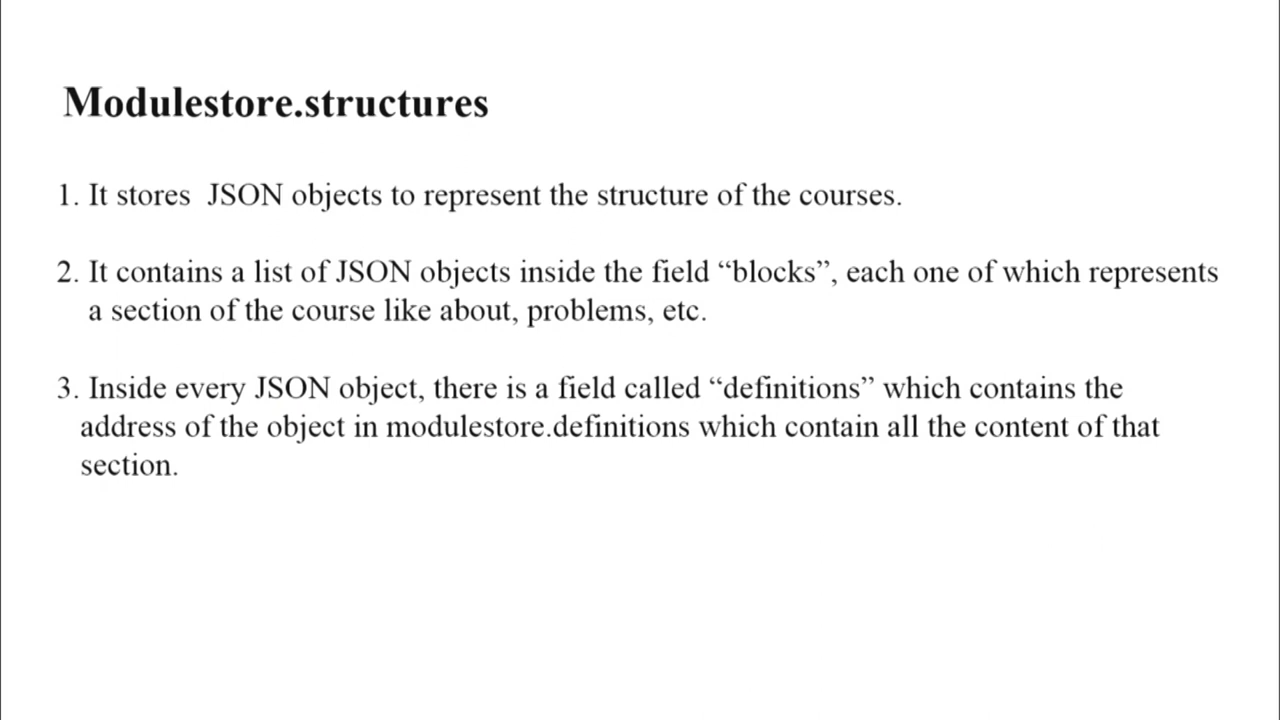 Modulestore.structures
1. It stores  JSON objects to represent the structure of the courses.
2. It contains a list of JSON objects inside the field “blocks”, each one of which represents
a section of the course like about, problems, etc.
3. Inside every JSON object, there is a field called “definitions” which contains the
address of the object in modulestore.definitions which contain all the content of that
section.